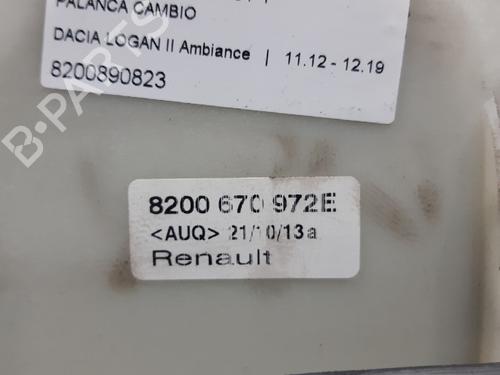 PALANCA CAMBIO
DACIA LOGAN II Ambiance | 11.12 - 12.19
8200890823
B-PARTS
8200 670 972E
<AUQ> 21/10/13a
Renault